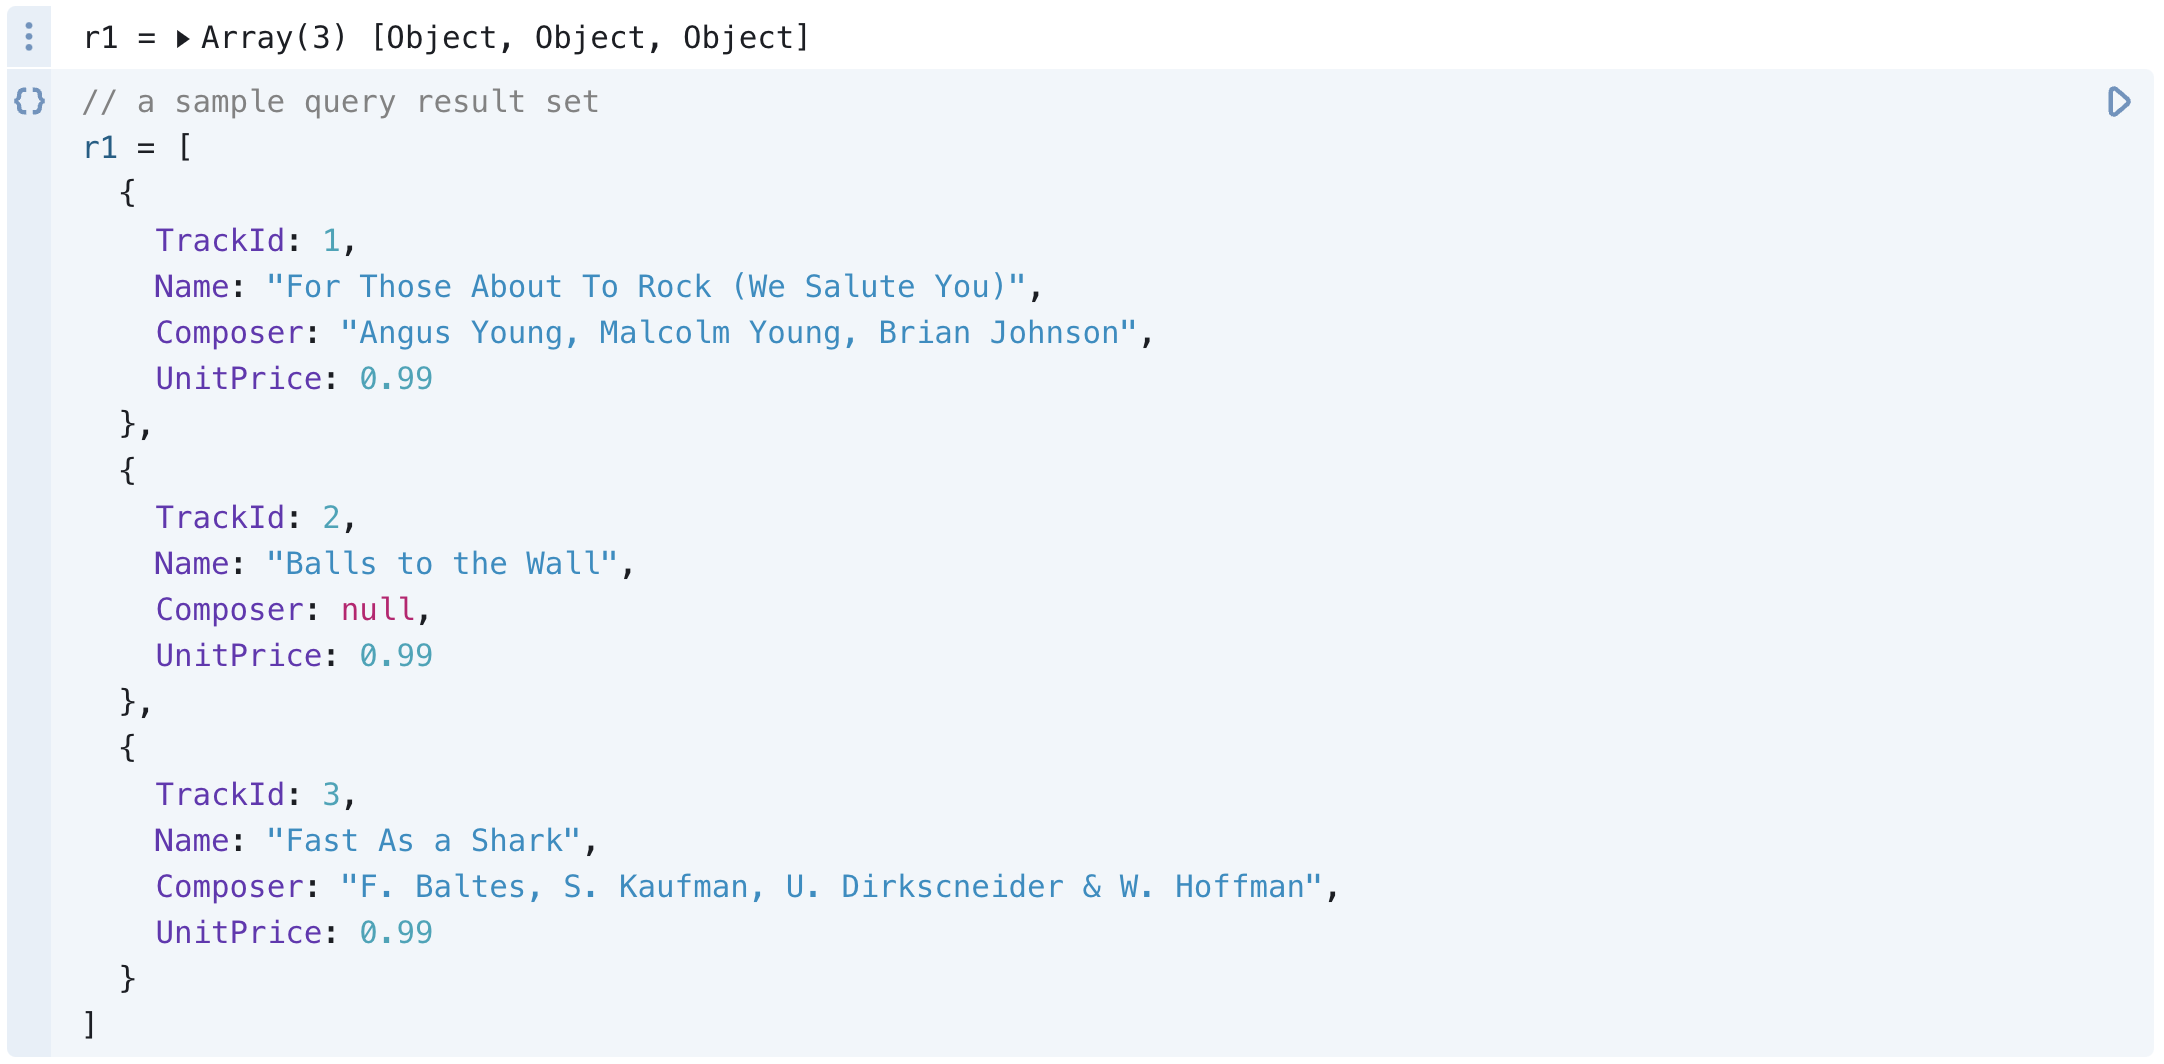 r1 = ▶Array(3) [Object, Object, Object]
// a sample query result set
r1 = [
  {
    TrackId: 1,
    Name: "For Those About To Rock (We Salute You)",
    Composer: "Angus Young, Malcolm Young, Brian Johnson",
    UnitPrice: 0.99
  },
  {
    TrackId: 2,
    Name: "Balls to the Wall",
    Composer: null,
    UnitPrice: 0.99
  },
  {
    TrackId: 3,
    Name: "Fast As a Shark",
    Composer: "F. Baltes, S. Kaufman, U. Dirkscneider & W. Hoffman",
    UnitPrice: 0.99
  }
]